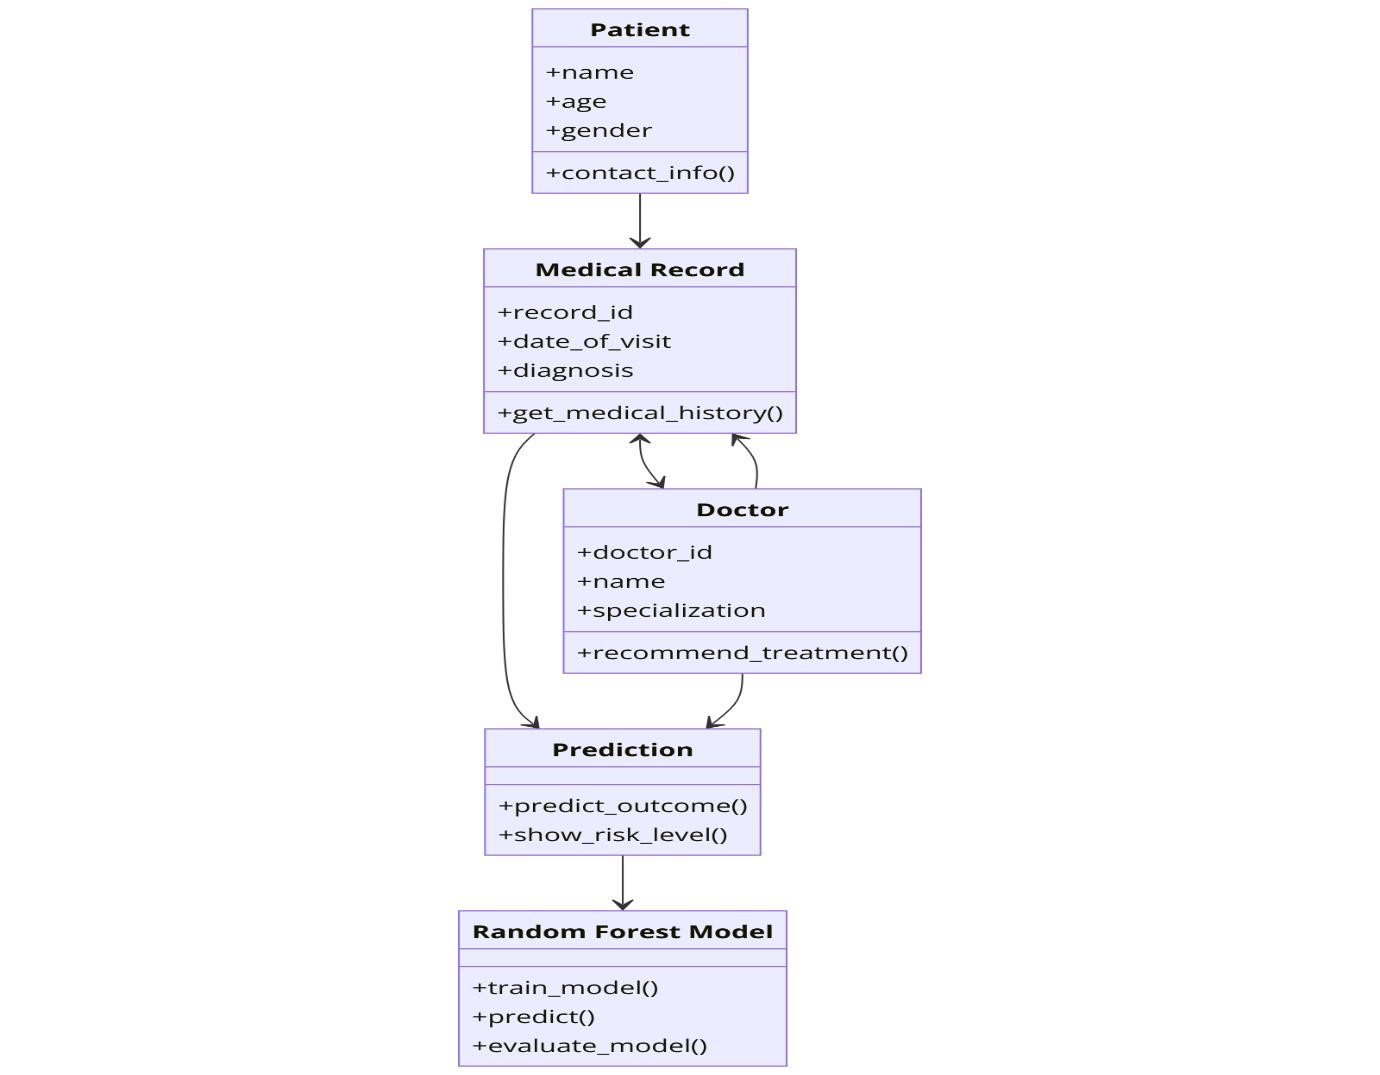 Patient
+name
+age
+gender
+contact_info()
Medical Record
+record_id
+date_of_visit
+diagnosis
+get_medical_history()
Doctor
+doctor_id
+name
+specialization
+recommend_treatment()
Prediction
+predict_outcome()
+show_risk_level()
Random Forest Model
+train_model()
+predict()
+evaluate_model()